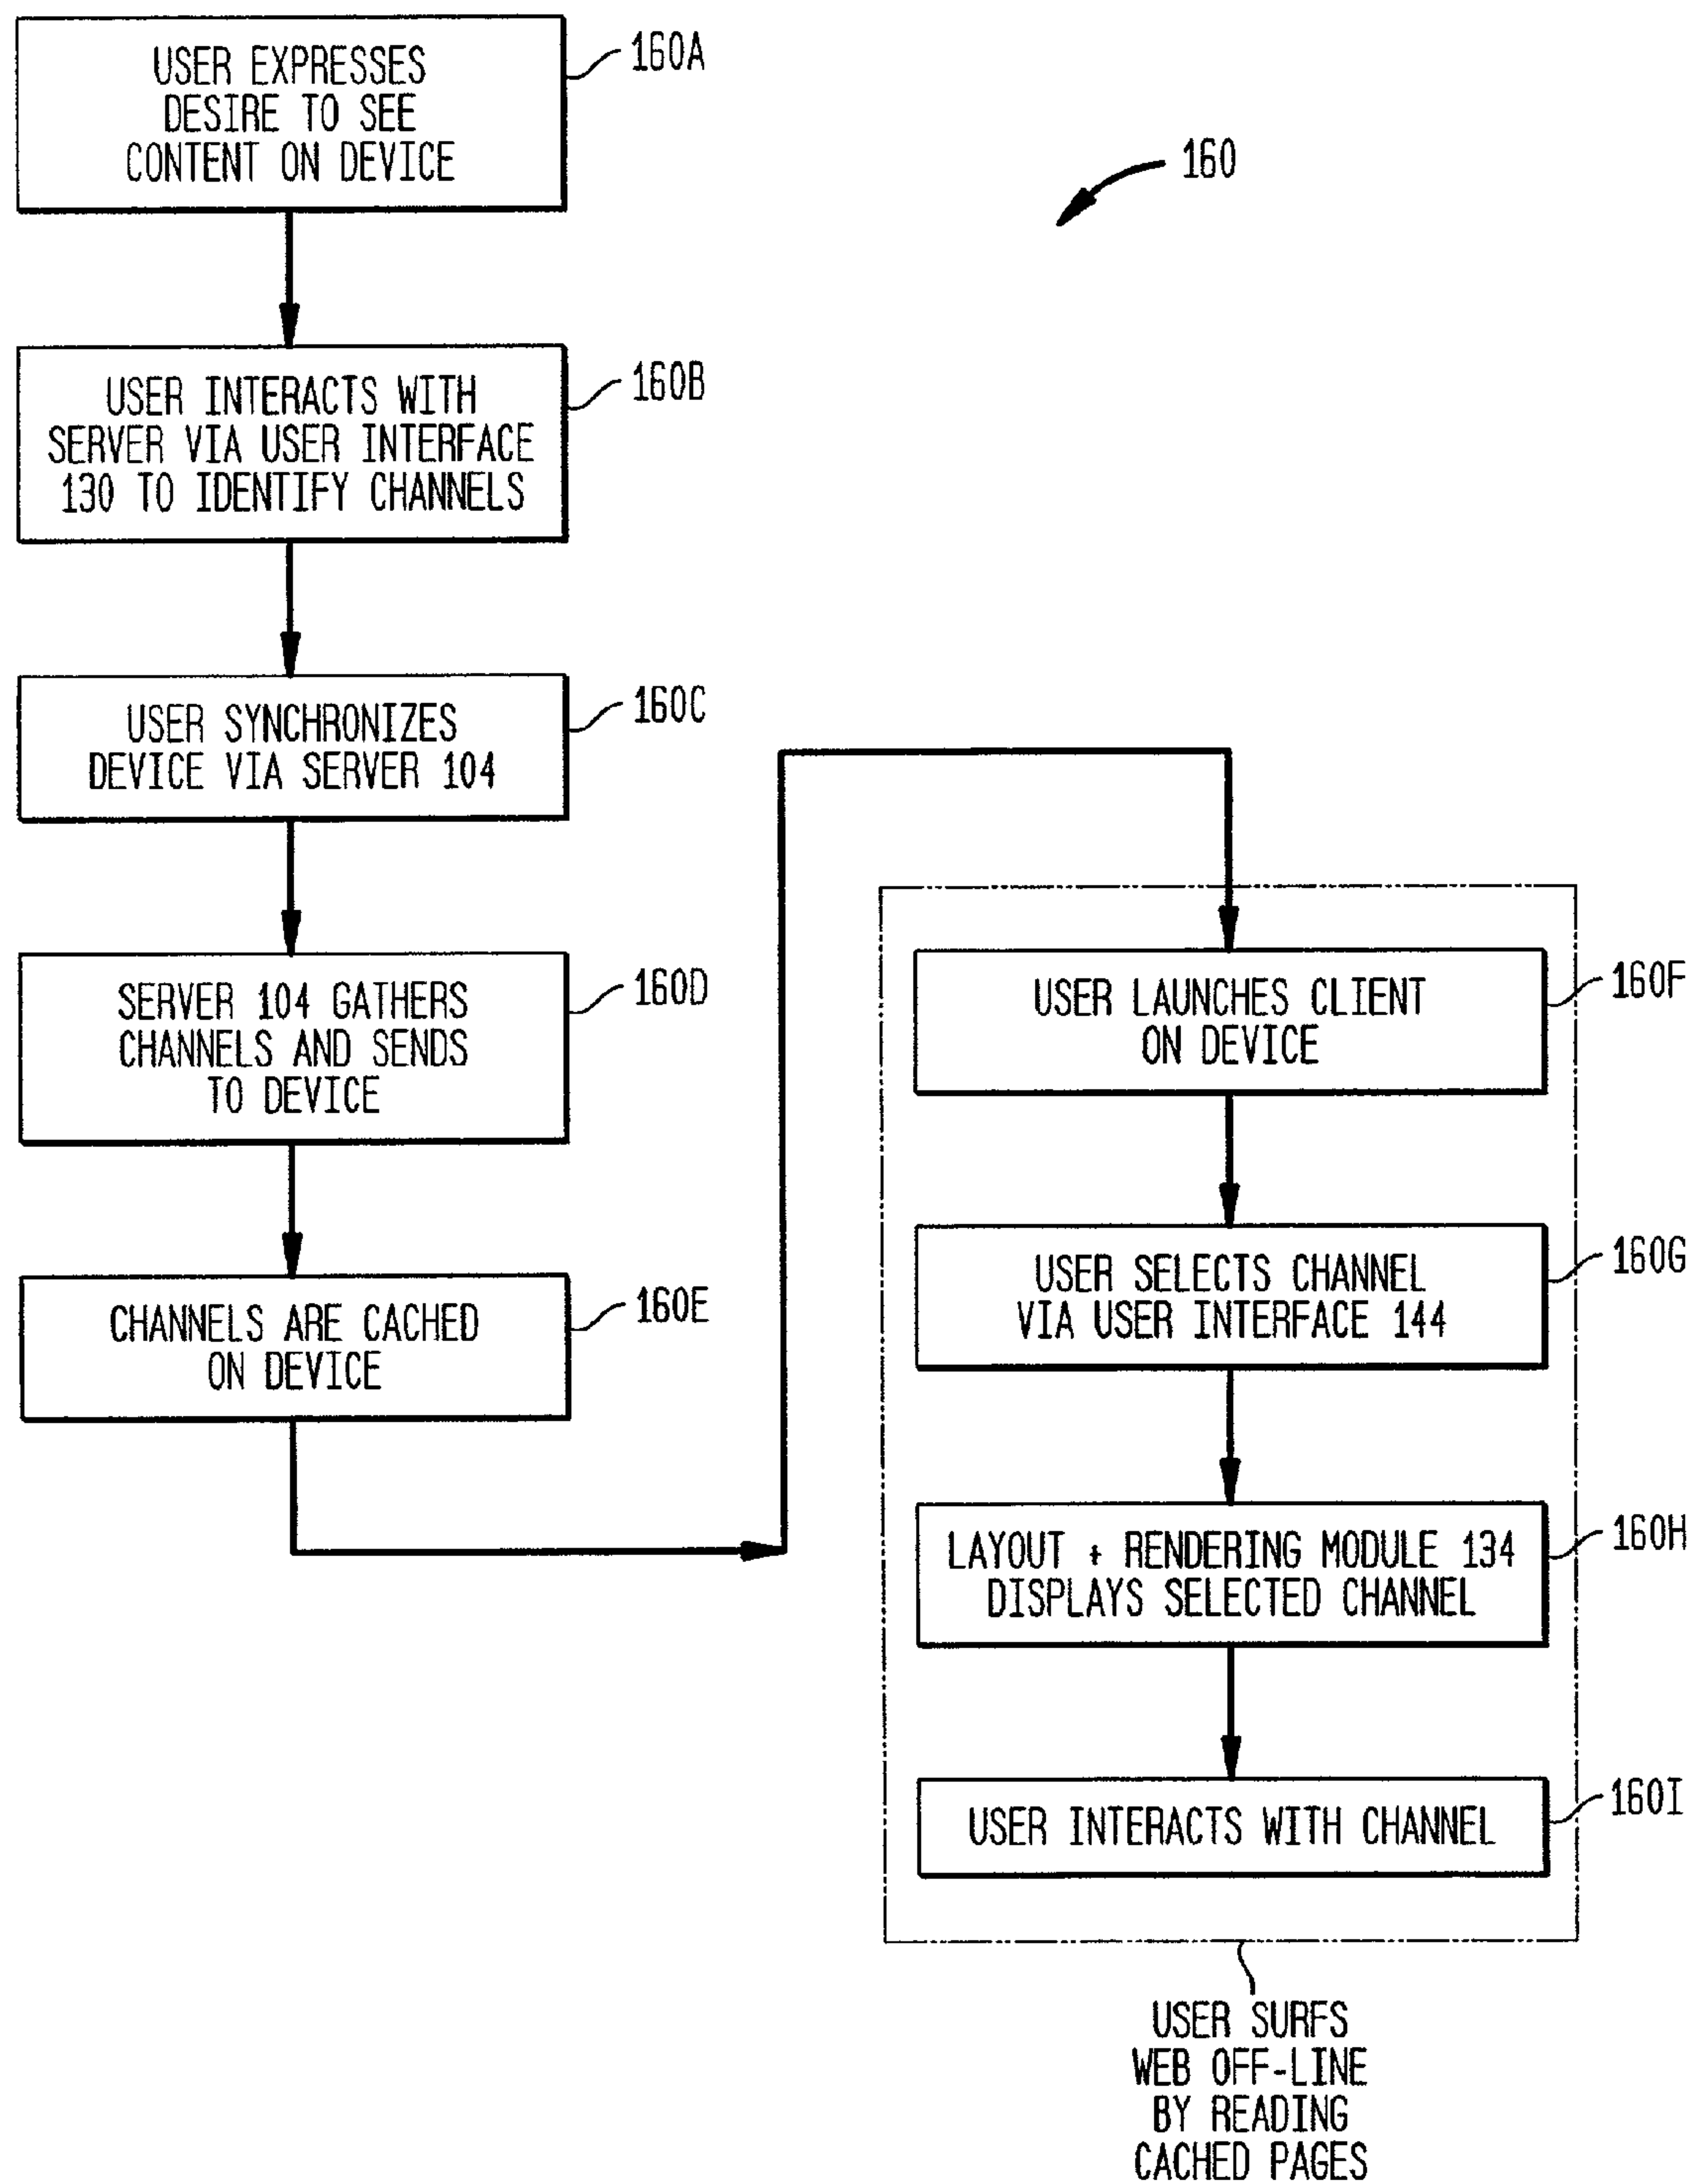 USER EXPRESSES
DESIRE TO SEE
CONTENT ON DEVICE
160A
160
USER INTERACTS WITH
SERVER VIA USER INTERFACE
130 TO IDENTIFY CHANNELS
160B
USER SYNCHRONIZES
DEVICE VIA SERVER 104
160C
SERVER 104 GATHERS
CHANNELS AND SENDS
TO DEVICE
160D
CHANNELS ARE CACHED
ON DEVICE
160E
USER LAUNCHES CLIENT
ON DEVICE
160F
USER SELECTS CHANNEL
VIA USER INTERFACE 144
160G
LAYOUT + RENDERING MODULE 134
DISPLAYS SELECTED CHANNEL
160H
USER INTERACTS WITH CHANNEL
160I
USER SURFS
WEB OFF-LINE
BY READING
CACHED PAGES